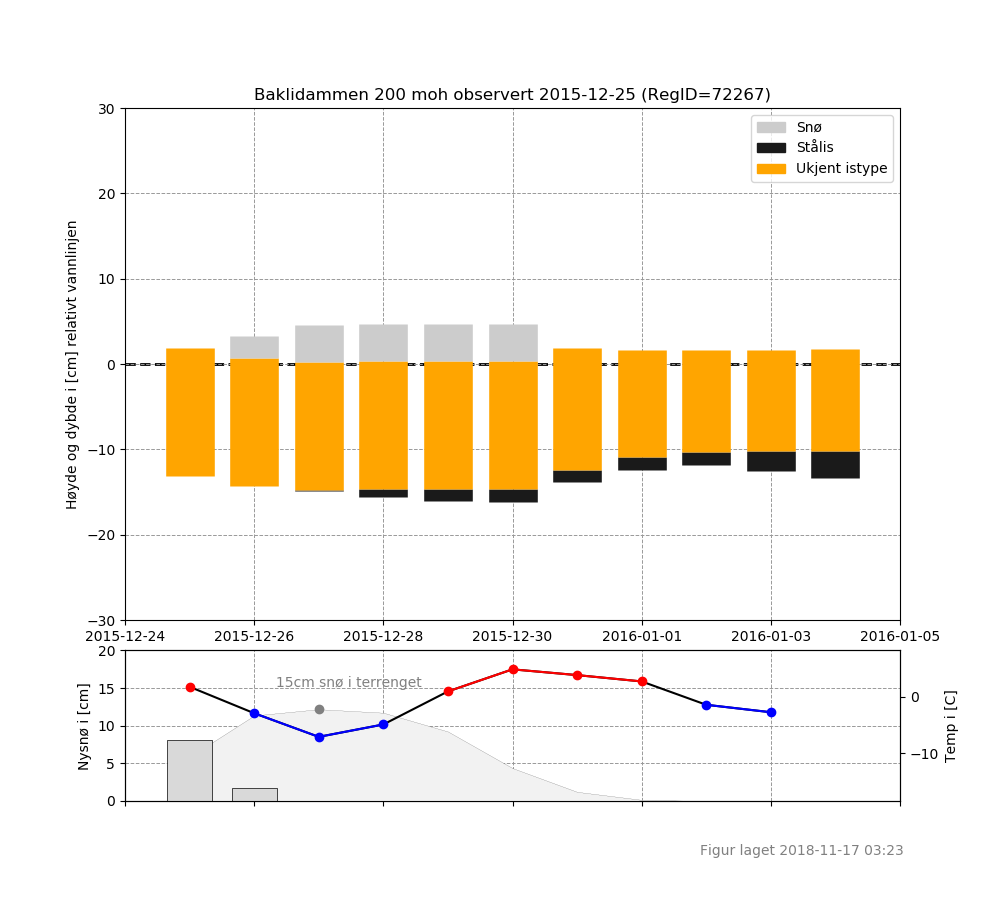 Baklidammen 200 moh observert 2015-12-25 (RegID=72267)
Høyde og dybde i [cm] relativt vannlinjen
30
20
10
0
−10
−20
−30
Snø
Stålis
Ukjent istype
2015-12-24 2015-12-26 2015-12-28 2015-12-30 2016-01-01 2016-01-03 2016-01-05
Nysnø i [cm]
20
15
10
5
0
15cm snø i terrenget
0
−10
Temp i [C]
Figur laget 2018-11-17 03:23